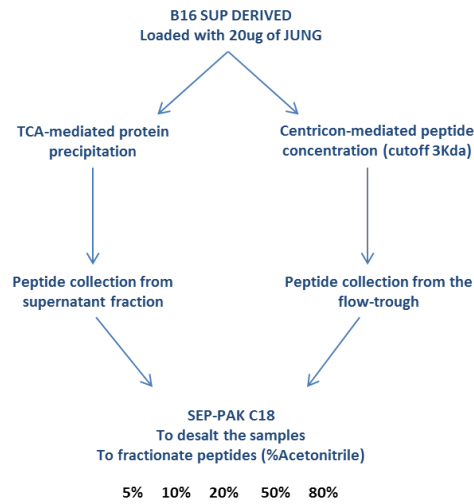 B16 SUP DERIVED
Loaded with 20ug of JUNG
TCA-mediated protein
precipitation
Centricon-mediated peptide
concentration (cutoff 3Kda)
Peptide collection from
supernatant fraction
Peptide collection from the
flow-trough
SEP-PAK C18
To desalt the samples
To fractionate peptides (%Acetonitrile)
5% 10% 20% 50% 80%